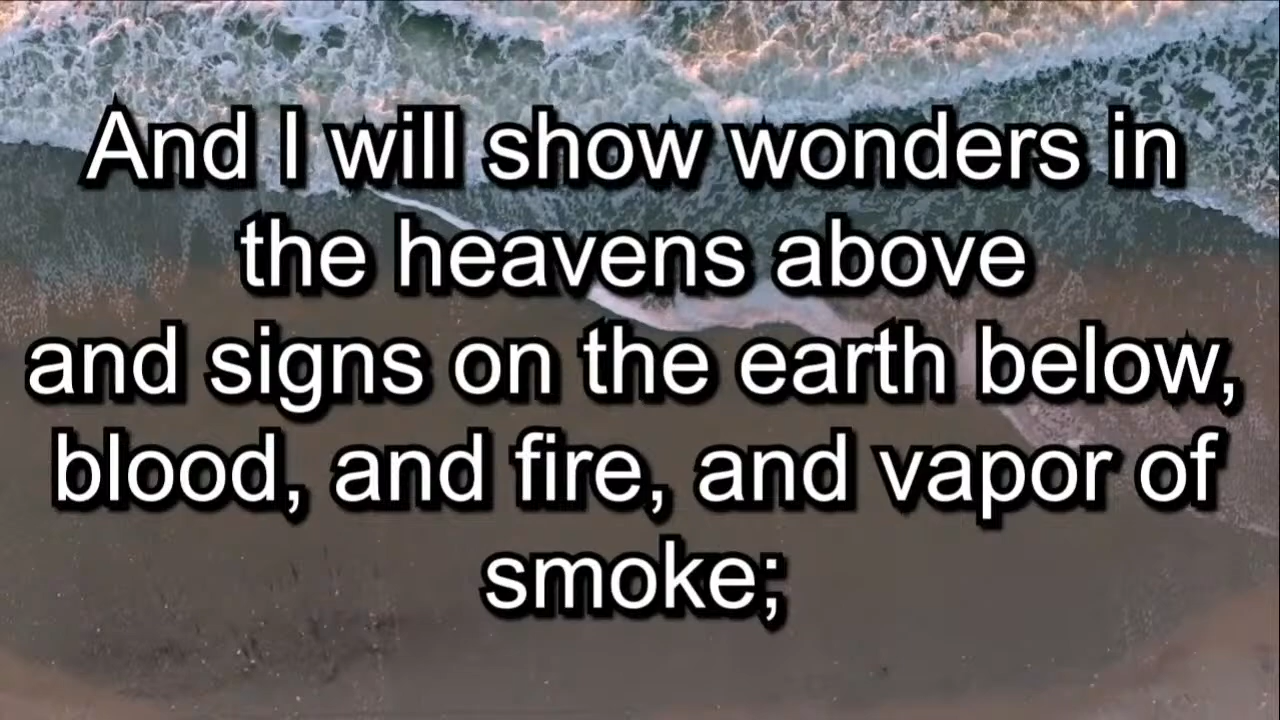 And I will show wonders in
the heavens above
and signs on the earth below,
blood, and fire, and vapor of
smoke;